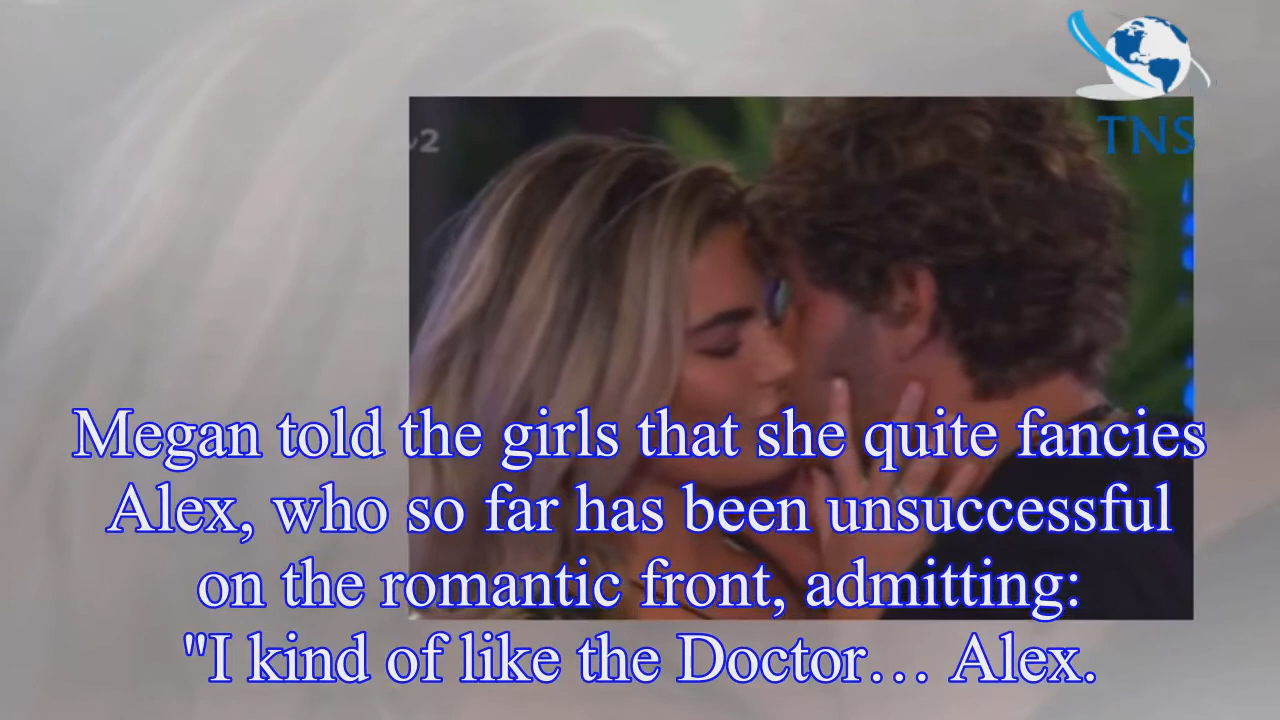 TNS
v2
Megan told the girls that she quite fancies
Alex, who so far has been unsuccessful
on the romantic front, admitting:
"I kind of like the Doctor… Alex.